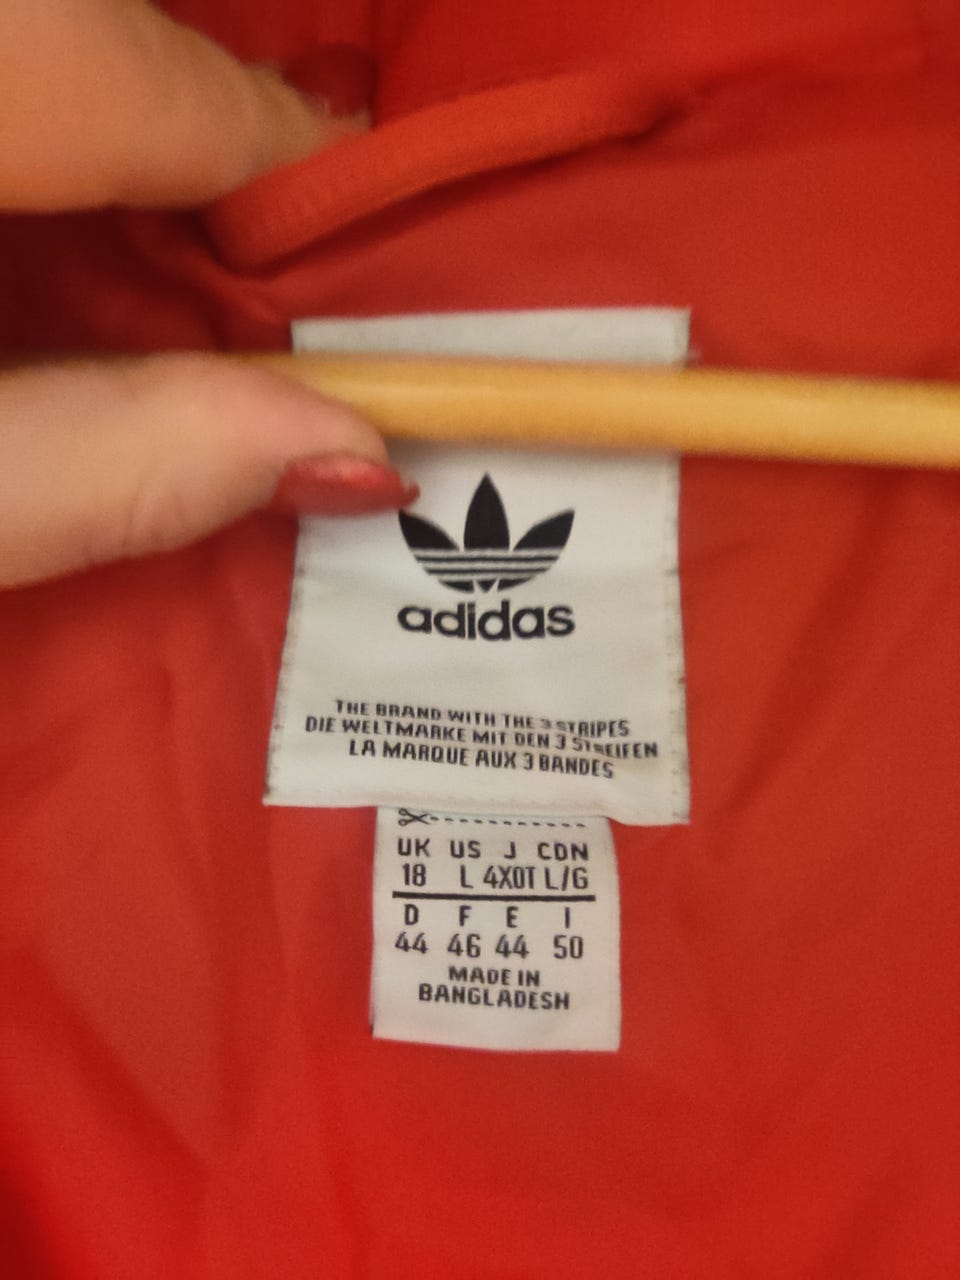 adidas
THE BRAND WITH THE 3 STRIPES
DIE WELTMARKE MIT DEN 3 STREIFEN
LA MARQUE AUX 3 BANDES
UK US J CDN
18 L 4XOT L/G
D F E I
44 46 44 50
MADE IN
BANGLADESH